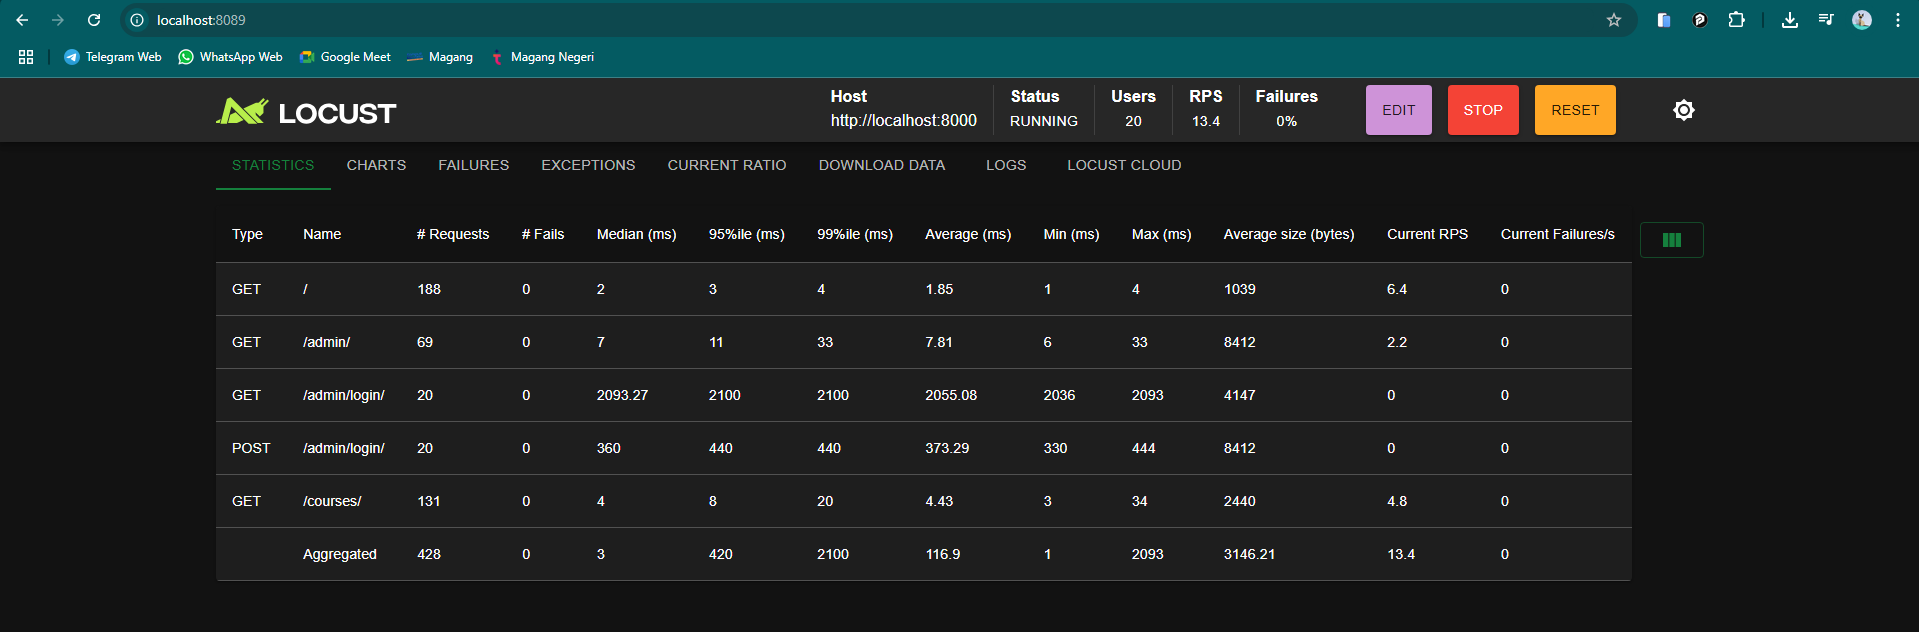 localhost:8089
Telegram Web WhatsApp Web Google Meet Magang Magang Negeri
LOCUST
Host Status Users RPS Failures
http://localhost:8000 RUNNING 20 13.4 0%
EDIT STOP RESET
STATISTICS CHARTS FAILURES EXCEPTIONS CURRENT RATIO DOWNLOAD DATA LOGS LOCUST CLOUD
Type Name # Requests # Fails Median (ms) 95%ile (ms) 99%ile (ms) Average (ms) Min (ms) Max (ms) Average size (bytes) Current RPS Current Failures/s
GET / 188 0 2 3 4 1.85 1 4 1039 6.4 0
GET /admin/ 69 0 7 11 33 7.81 6 33 8412 2.2 0
GET /admin/login/ 20 0 2093.27 2100 2100 2055.08 2036 2093 4147 0 0
POST /admin/login/ 20 0 360 440 440 373.29 330 444 8412 0 0
GET /courses/ 131 0 4 8 20 4.43 3 34 2440 4.8 0
Aggregated 428 0 3 420 2100 116.9 1 2093 3146.21 13.4 0